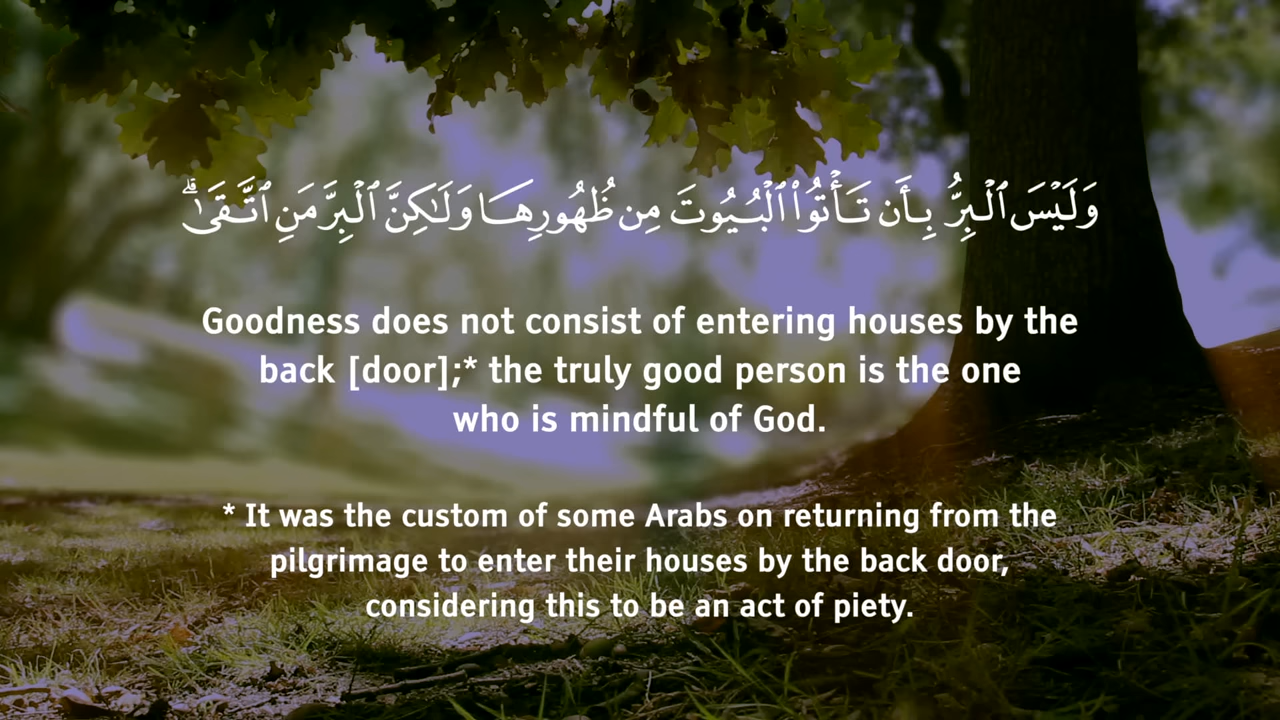 وَلَيۡسَ ٱلۡبِرُّ بِأَن تَأۡتُواْ ٱلۡبُيُوتَ مِن ظُهُورِهَا وَلَٰكِنَّ ٱلۡبِرَّ مَنِ ٱتَّقَىٰۗ
Goodness does not consist of entering houses by the
back [door];* the truly good person is the one
who is mindful of God.
* It was the custom of some Arabs on returning from the
pilgrimage to enter their houses by the back door,
considering this to be an act of piety.